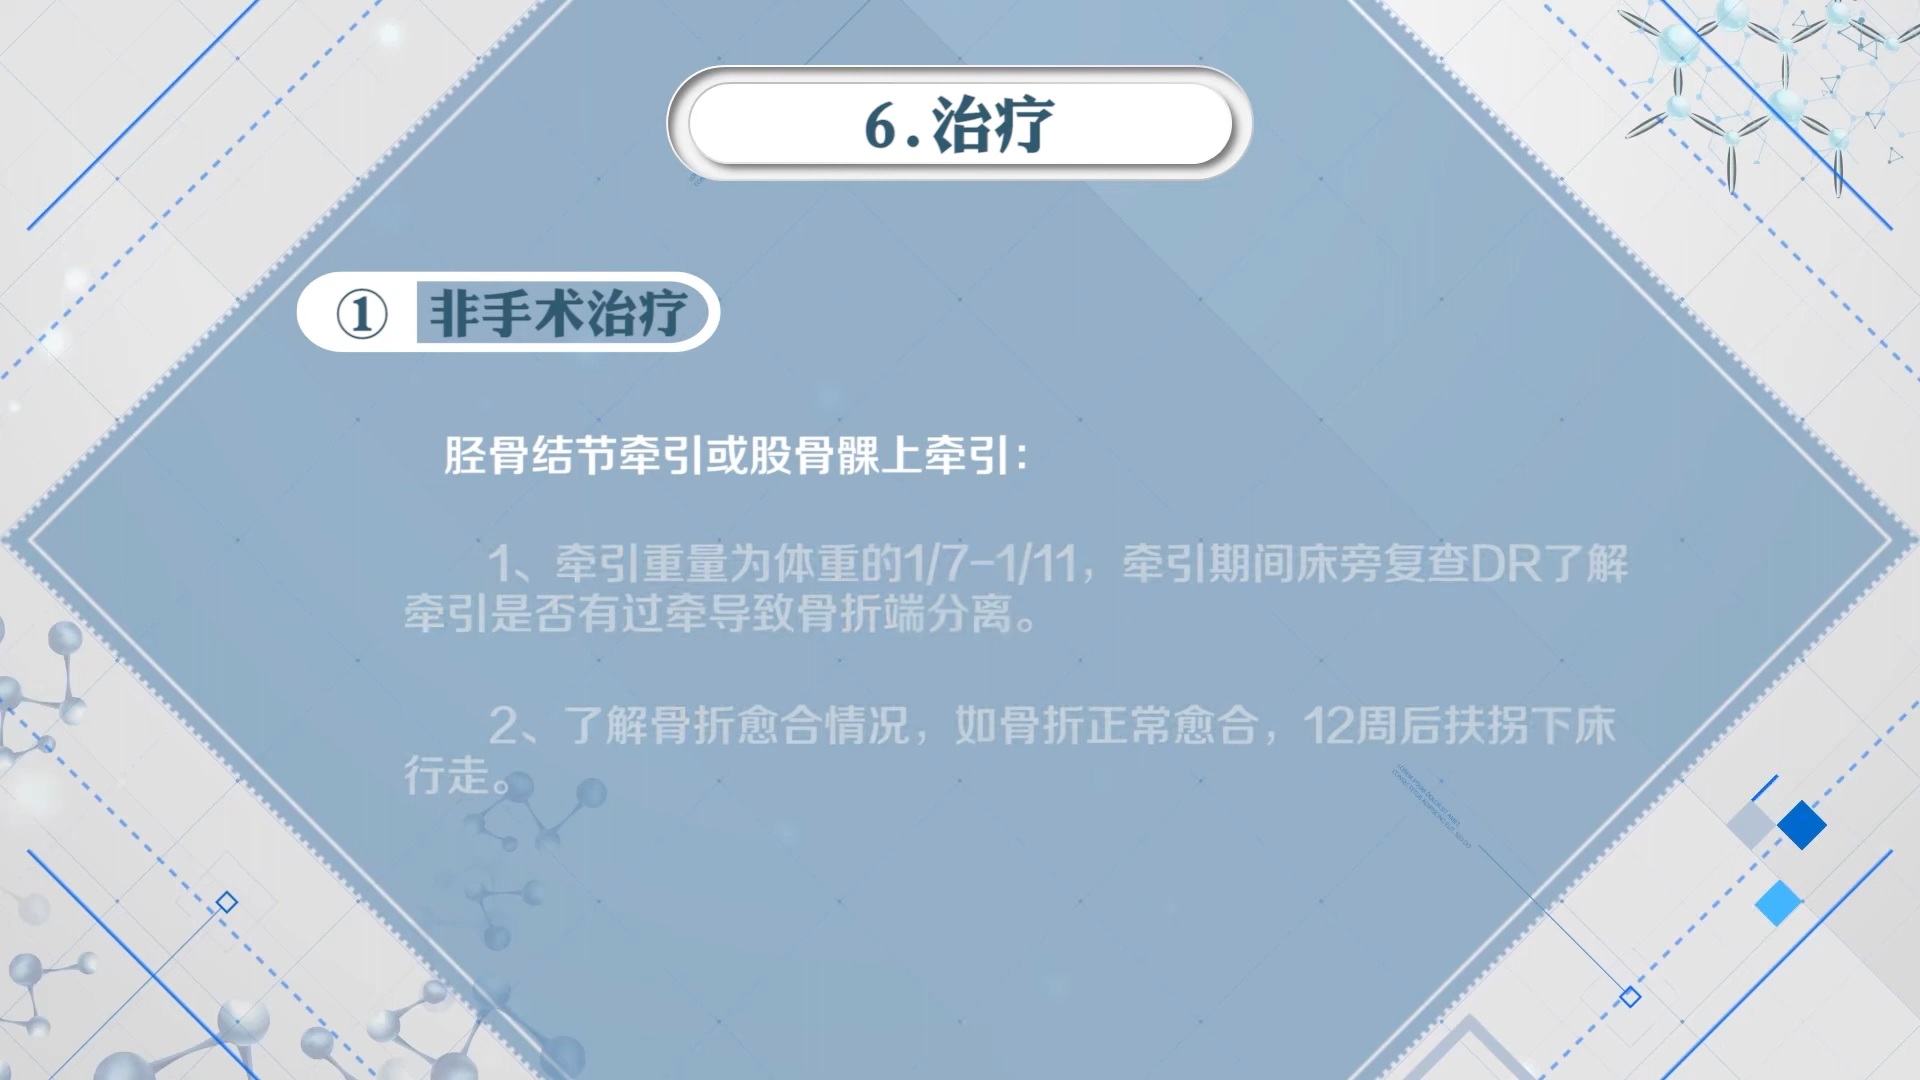 6.治疗
① 非手术治疗
胫骨结节牵引或股骨髁上牵引：
1、牵引重量为体重的1/7-1/11，牵引期间床旁复查DR了解
牵引是否有过牵导致骨折端分离。
2、了解骨折愈合情况，如骨折正常愈合，12周后扶拐下床
行走。